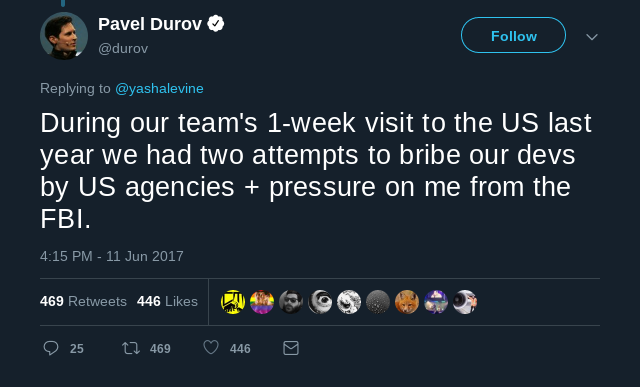 Pavel Durov
@durov
Follow
Replying to @yashalevine
During our team's 1-week visit to the US last
year we had two attempts to bribe our devs
by US agencies + pressure on me from the
FBI.
4:15 PM - 11 Jun 2017
469 Retweets 446 Likes
25 469 446